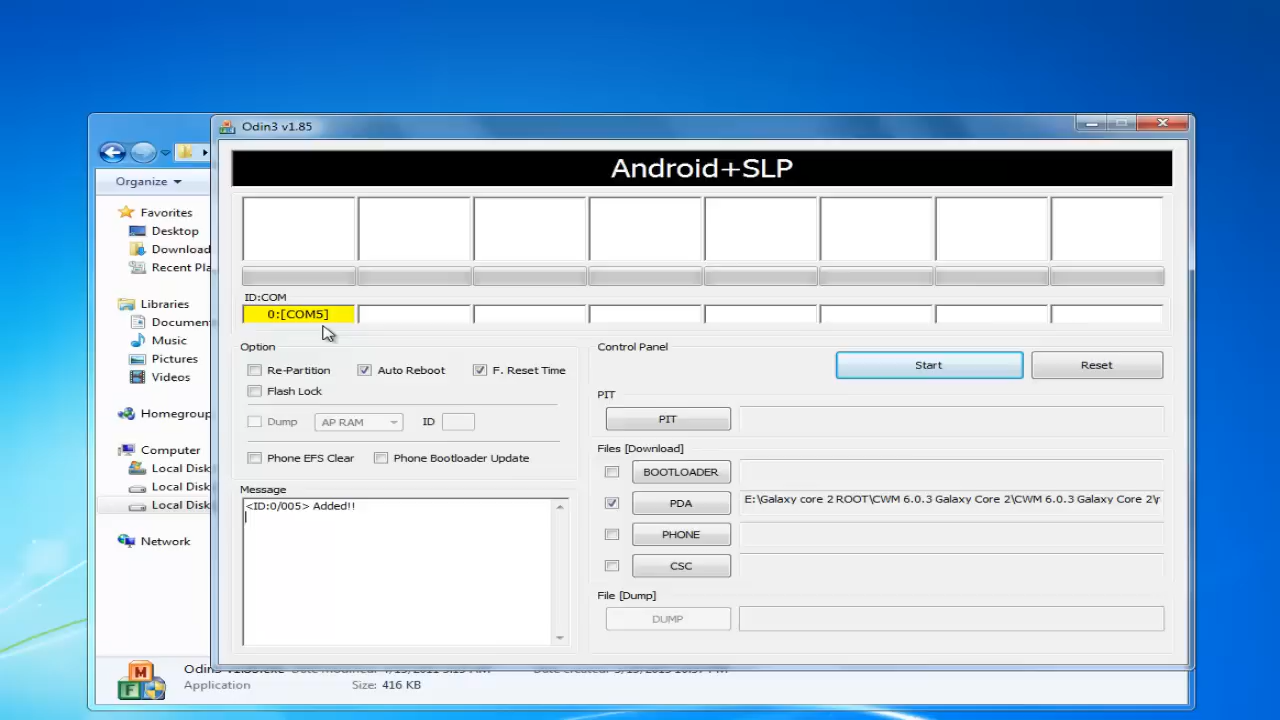 Odin3 v1.85
Organize
Android+SLP
Favorites
Desktop
Download
Recent Pla
Libraries
Documen
Music
Pictures
Videos
Homegroup
Computer
Local Disk
Local Disk
Local Disk
Network
ID:COM
0:[COM5]
Option
Re-Partition
Auto Reboot
F. Reset Time
Flash Lock
Dump
AP RAM
ID
Phone EFS Clear
Phone Bootloader Update
Message
<ID:0/005> Added!!
Control Panel
Start
Reset
PIT
PIT
Files [Download]
BOOTLOADER
PDA
E:\Galaxy core 2 ROOT\CWM 6.0.3 Galaxy Core 2\CWM 6.0.3 Galaxy Core 2\r
PHONE
CSC
File [Dump]
DUMP
Application
Size: 416 KB